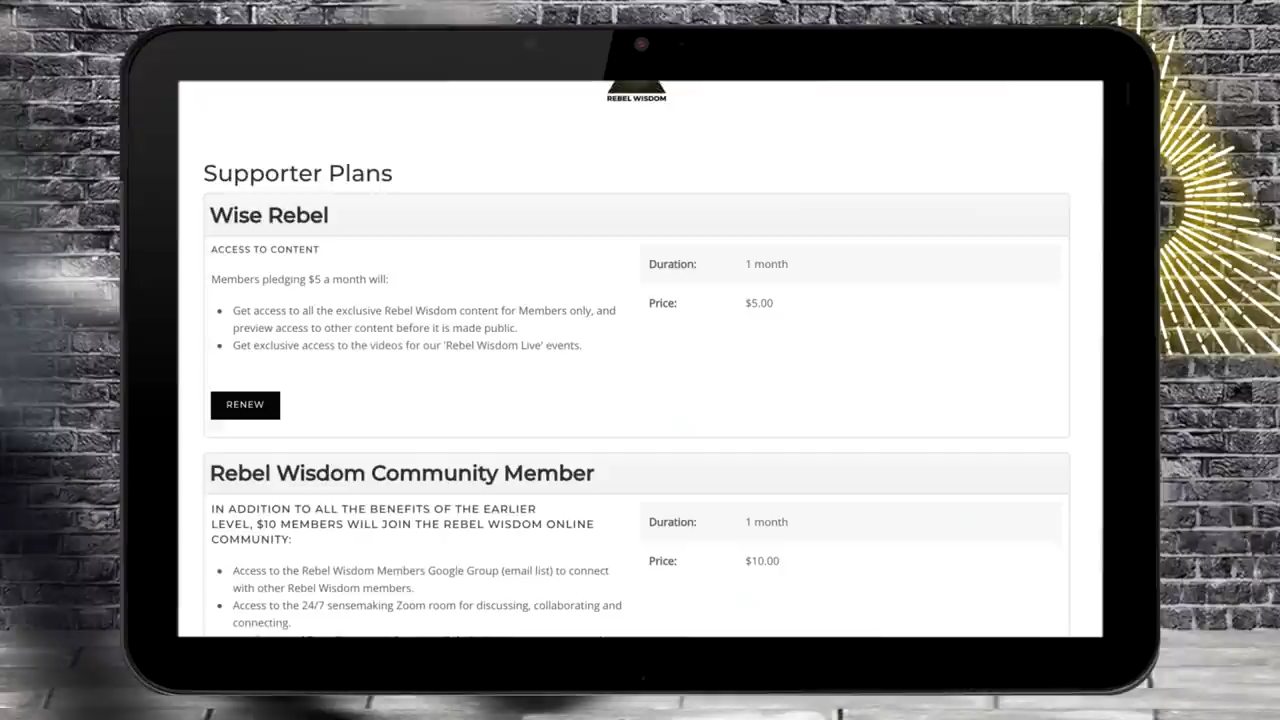 REBEL WISDOM
Supporter Plans
Wise Rebel
ACCESS TO CONTENT
Members pledging $5 a month will:
Get access to all the exclusive Rebel Wisdom content for Members only, and
preview access to other content before it is made public.
Get exclusive access to the videos for our 'Rebel Wisdom Live' events.
Duration: 1 month
Price: $5.00
RENEW
Rebel Wisdom Community Member
IN ADDITION TO ALL THE BENEFITS OF THE EARLIER
LEVEL, $10 MEMBERS WILL JOIN THE REBEL WISDOM ONLINE
COMMUNITY:
Access to the Rebel Wisdom Members Google Group (email list) to connect
with other Rebel Wisdom members.
Access to the 24/7 sensemaking Zoom room for discussing, collaborating and
connecting.
Duration: 1 month
Price: $10.00